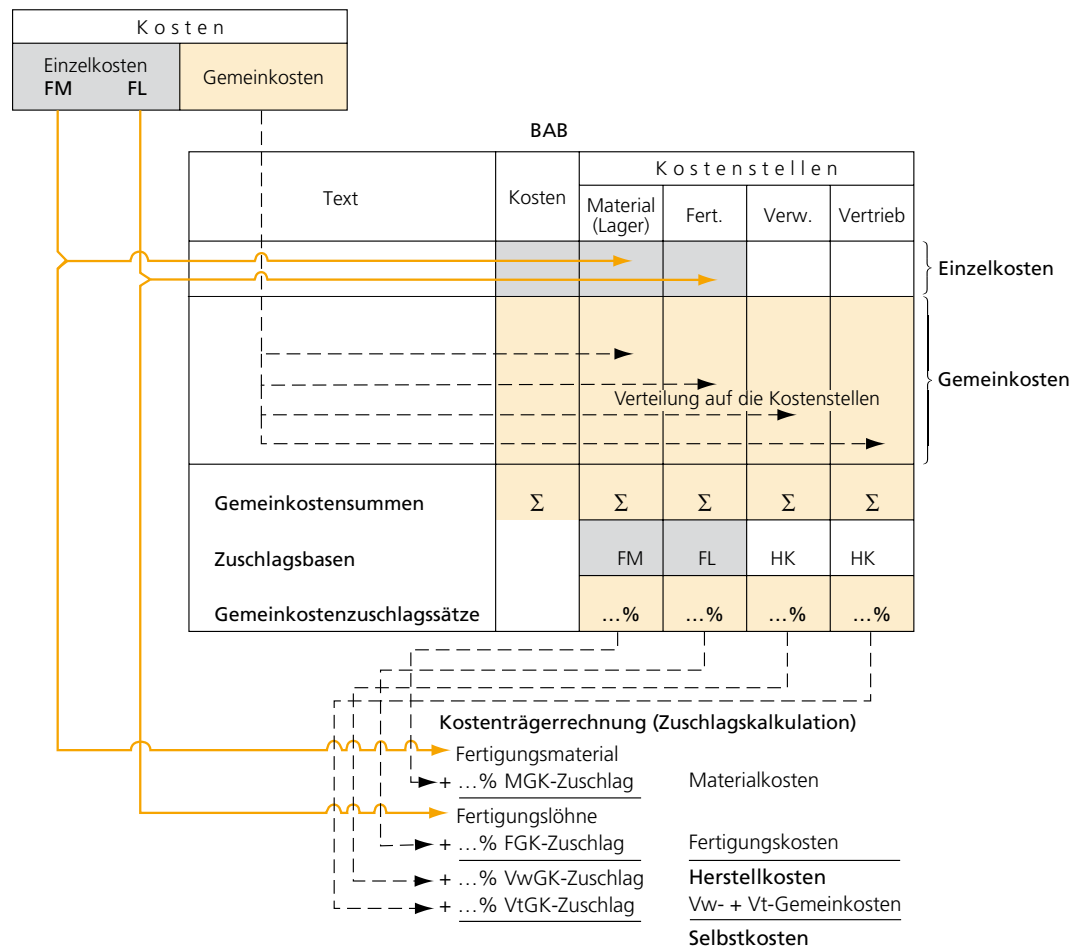 Kosten
Einzelkosten
FM FL
Gemeinkosten
BAB
Text
Kosten
Kostenstellen
Material
(Lager)
Fert.
Verw.
Vertrieb
Einzelkosten
Gemeinkosten
Verteilung auf die Kostenstellen
Gemeinkostensummen Σ Σ Σ Σ Σ
Zuschlagsbasen FM FL HK HK
Gemeinkostenzuschlagssätze …% …% …% …%
Kostenträgerrechnung (Zuschlagskalkulation)
Fertigungsmaterial
+ …% MGK-Zuschlag Materialkosten
Fertigungslöhne
+ …% FGK-Zuschlag Fertigungskosten
+ …% VwGK-Zuschlag Herstellkosten
+ …% VtGK-Zuschlag Vw- + Vt-Gemeinkosten
Selbstkosten